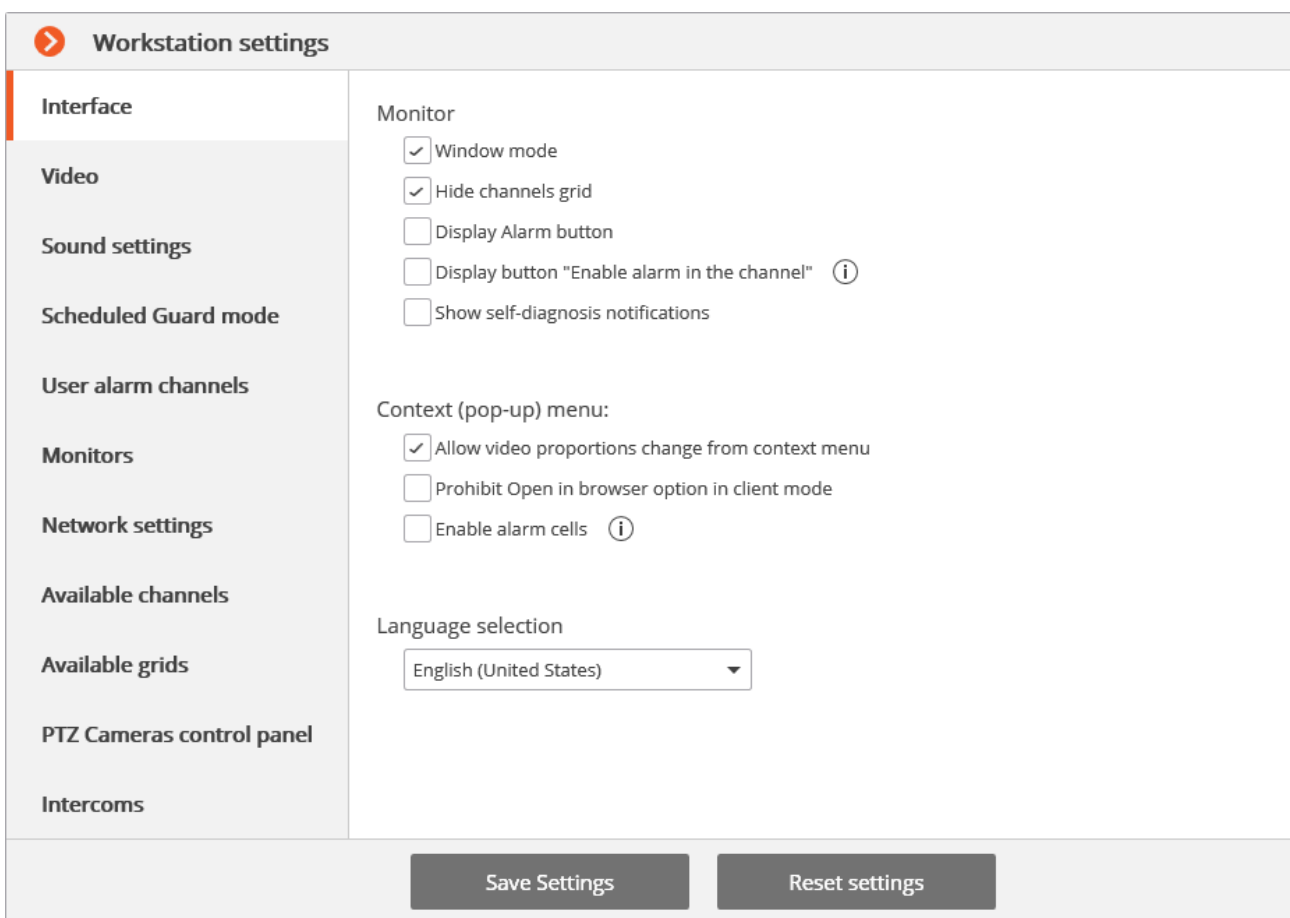 Workstation settings
Interface
Video
Sound settings
Scheduled Guard mode
User alarm channels
Monitors
Network settings
Available channels
Available grids
PTZ Cameras control panel
Intercoms
Monitor
Window mode
Hide channels grid
Display Alarm button
Display button "Enable alarm in the channel" i
Show self-diagnosis notifications
Context (pop-up) menu:
Allow video proportions change from context menu
Prohibit Open in browser option in client mode
Enable alarm cells i
Language selection
English (United States)
Save Settings
Reset settings